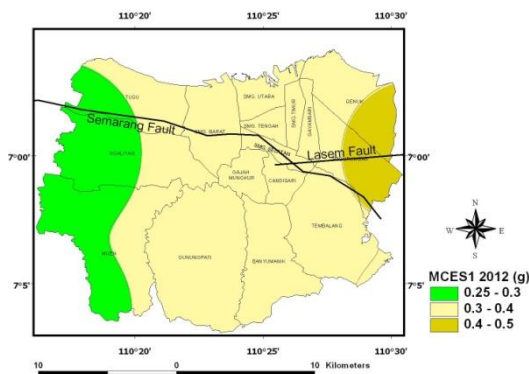 110°20' 110°25' 110°30'
TUGU
SMG. UTARA
GENUK
SMG. TIMUR
GAYAMSARI
Semarang Fault
SMG. BARAT
SMG. TENGAH
7°00' 7°00'
NGALIYAN
SMG. SELATAN
Lasem Fault
GAJAH
MUNGKUR
CANDISARI
TEMBALANG
MIJEN
GUNUNGPATI
BANYUMANIK
7°5' 7°5'
110°20' 110°25' 110°30'
N
W E
S
MCES1 2012 (g)
0.25 - 0.3
0.3 - 0.4
0.4 - 0.5
10 0 10 Kilometers